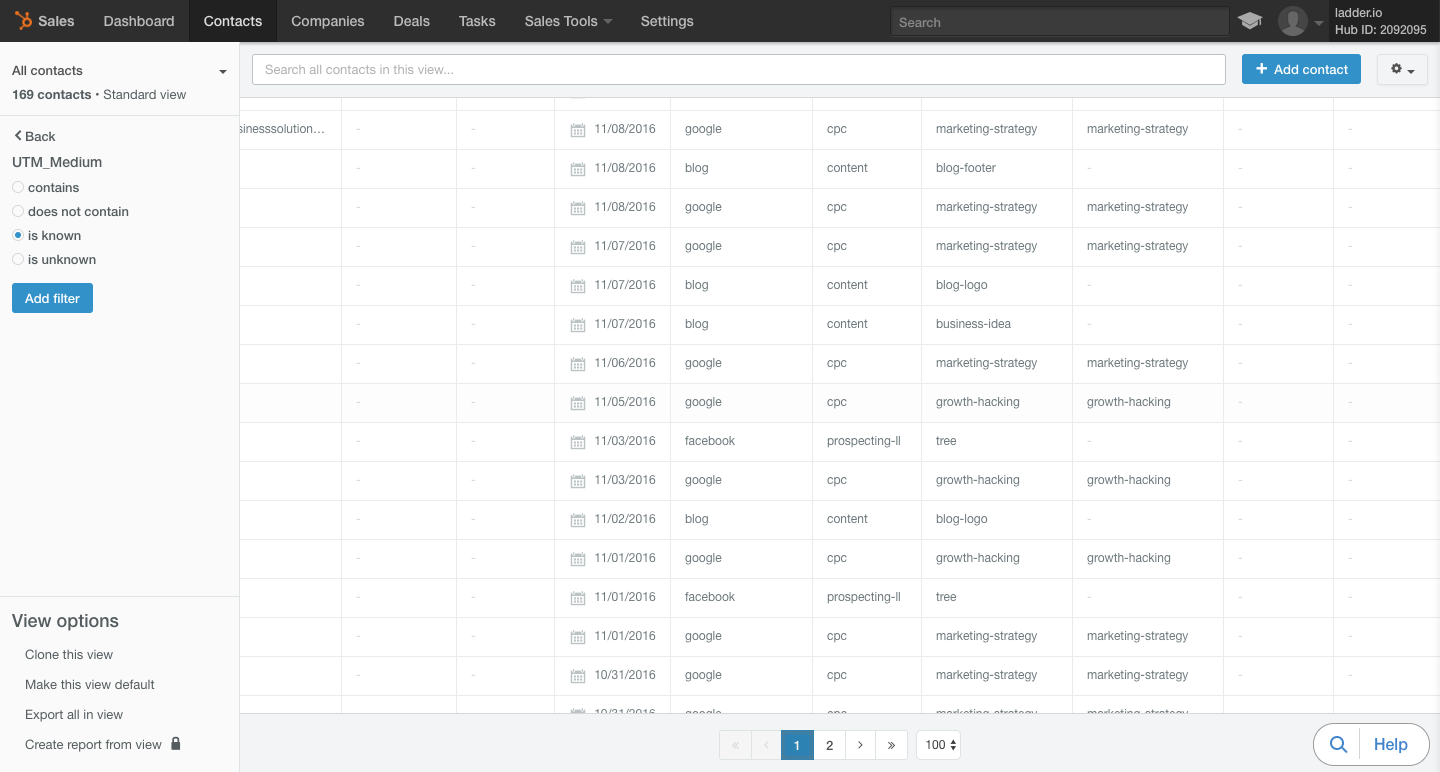 Sales Dashboard Contacts Companies Deals Tasks Sales Tools Settings Search ladder.io
Hub ID: 2092095
All contacts
169 contacts • Standard view
Search all contacts in this view...
+ Add contact
Back
UTM_Medium
contains
does not contain
is known
is unknown
Add filter
sinesssolution... - - 11/08/2016 google cpc marketing-strategy marketing-strategy - -
- - 11/08/2016 blog content blog-footer - - -
- - 11/08/2016 google cpc marketing-strategy marketing-strategy - -
- - 11/07/2016 google cpc marketing-strategy marketing-strategy - -
- - 11/07/2016 blog content blog-logo - - -
- - 11/07/2016 blog content business-idea - - -
- - 11/06/2016 google cpc marketing-strategy marketing-strategy - -
- - 11/05/2016 google cpc growth-hacking growth-hacking - -
- - 11/03/2016 facebook prospecting-ll tree - - -
- - 11/03/2016 google cpc growth-hacking growth-hacking - -
- - 11/02/2016 blog content blog-logo - - -
- - 11/01/2016 google cpc growth-hacking growth-hacking - -
- - 11/01/2016 facebook prospecting-ll tree - - -
- - 11/01/2016 google cpc marketing-strategy marketing-strategy - -
- - 10/31/2016 google cpc marketing-strategy marketing-strategy - -
10/31/2016 google cpc marketing-strategy marketing-strategy
View options
Clone this view
Make this view default
Export all in view
Create report from view
« ‹ 1 2 › » 100
Help